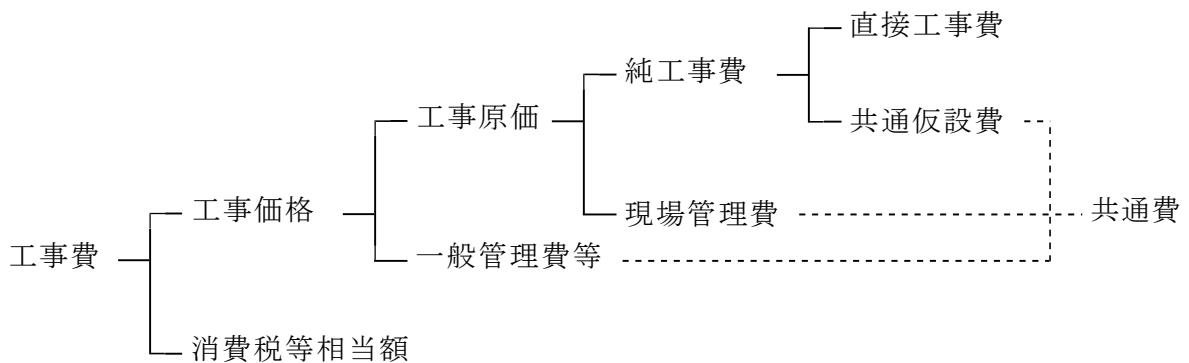 直接工事費
純工事費
工事原価
共通仮設費
工事価格
現場管理費
共通費
工事費
一般管理費等
消費税等相当額